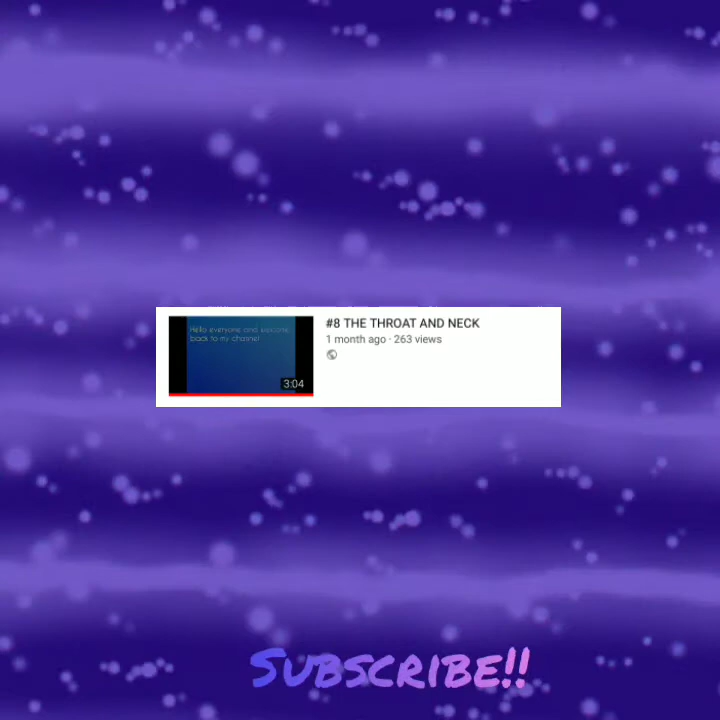 Hello everyone and welcome
back to my channel
3:04
#8 THE THROAT AND NECK
1 month ago · 263 views
SUBSCRIBE!!